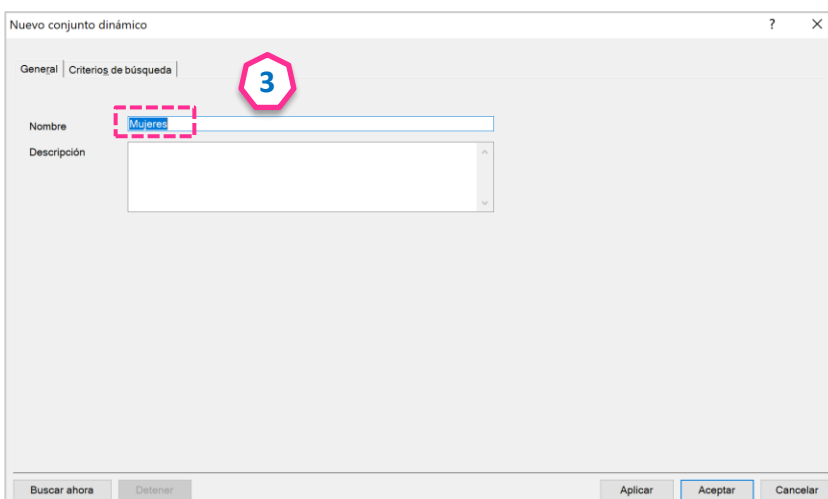 Nuevo conjunto dinámico ? ×
General Criterios de búsqueda
3
Nombre Mujeres
Descripción
Buscar ahora Detener Aplicar Aceptar Cancelar